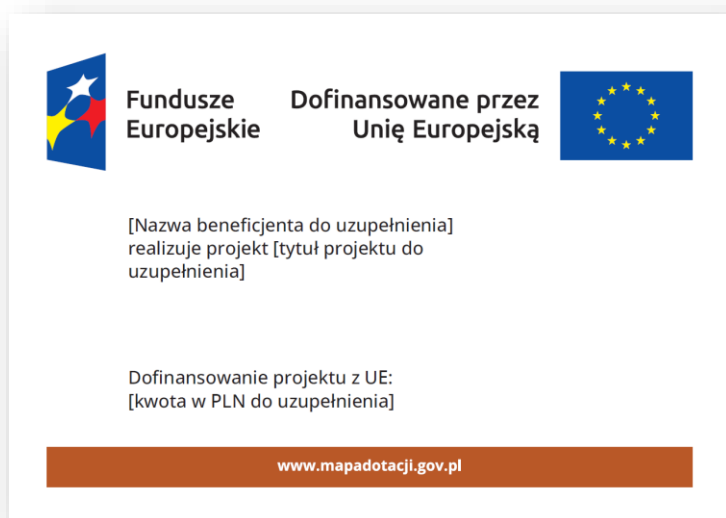 Fundusze
Europejskie
Dofinansowane przez
Unię Europejską
[Nazwa beneficjenta do uzupełnienia]
realizuje projekt [tytuł projektu do
uzupełnienia]
Dofinansowanie projektu z UE:
[kwota w PLN do uzupełnienia]
www.mapadotacji.gov.pl